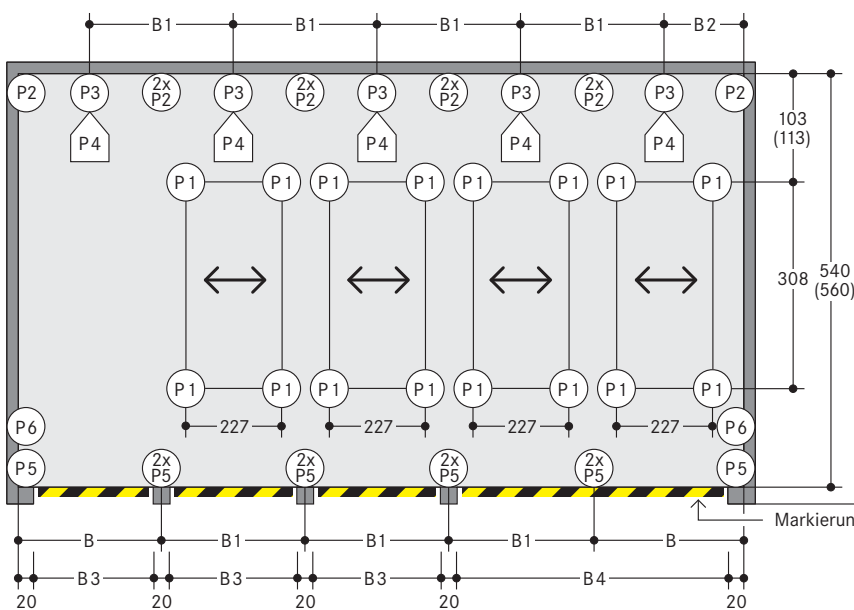 B1 B1 B1 B1 B2
P2 P3 2x P3 2x P3 2x P3 2x P3 P2
P2 P2 P2 P2
P4 P4 P4 P4 P4
103
(113)
P1 P1 P1 P1 P1 P1 P1 P1
308
540
(560)
P1 P1 P1 P1 P1 P1 P1 P1
227 227 227 227
P6 P6
P5 2x 2x 2x 2x P5
P5 P5 P5 P5
Markierun
B B1 B1 B1 B
B3 B3 B3 B4
20 20 20 20 20